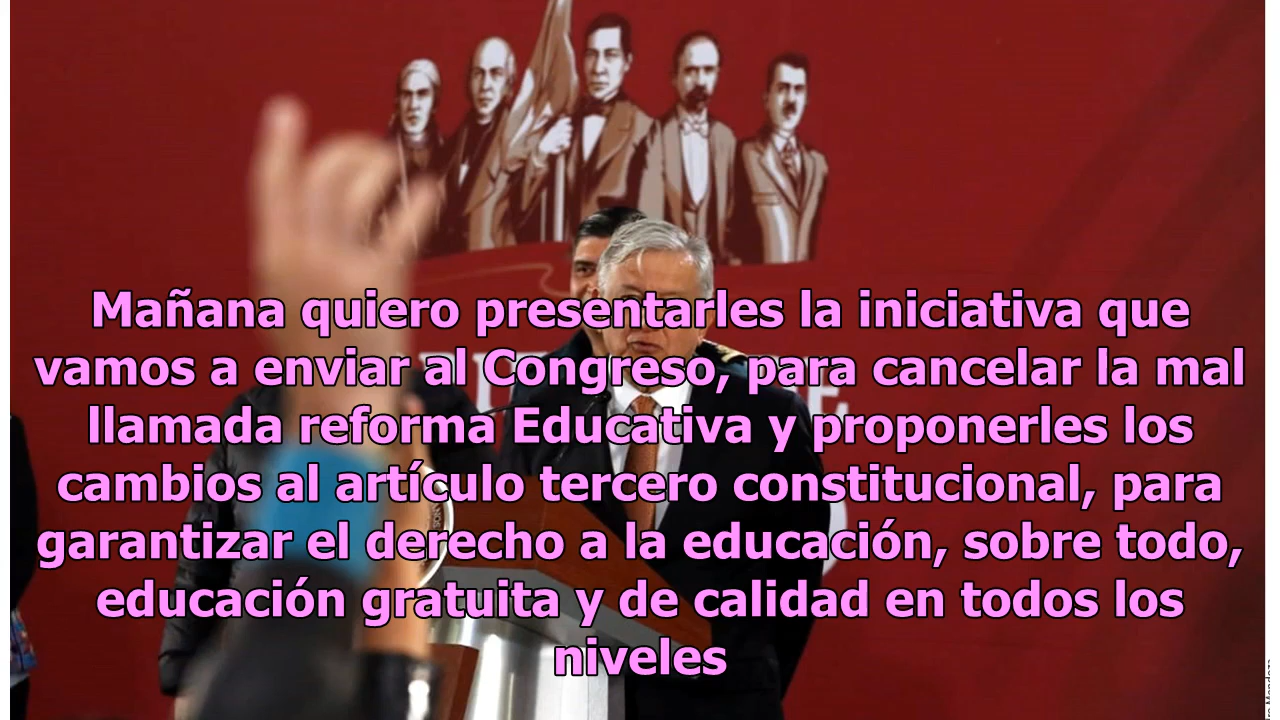 Mañana quiero presentarles la iniciativa que
vamos a enviar al Congreso, para cancelar la mal
llamada reforma Educativa y proponerles los
cambios al artículo tercero constitucional, para
garantizar el derecho a la educación, sobre todo,
educación gratuita y de calidad en todos los
niveles